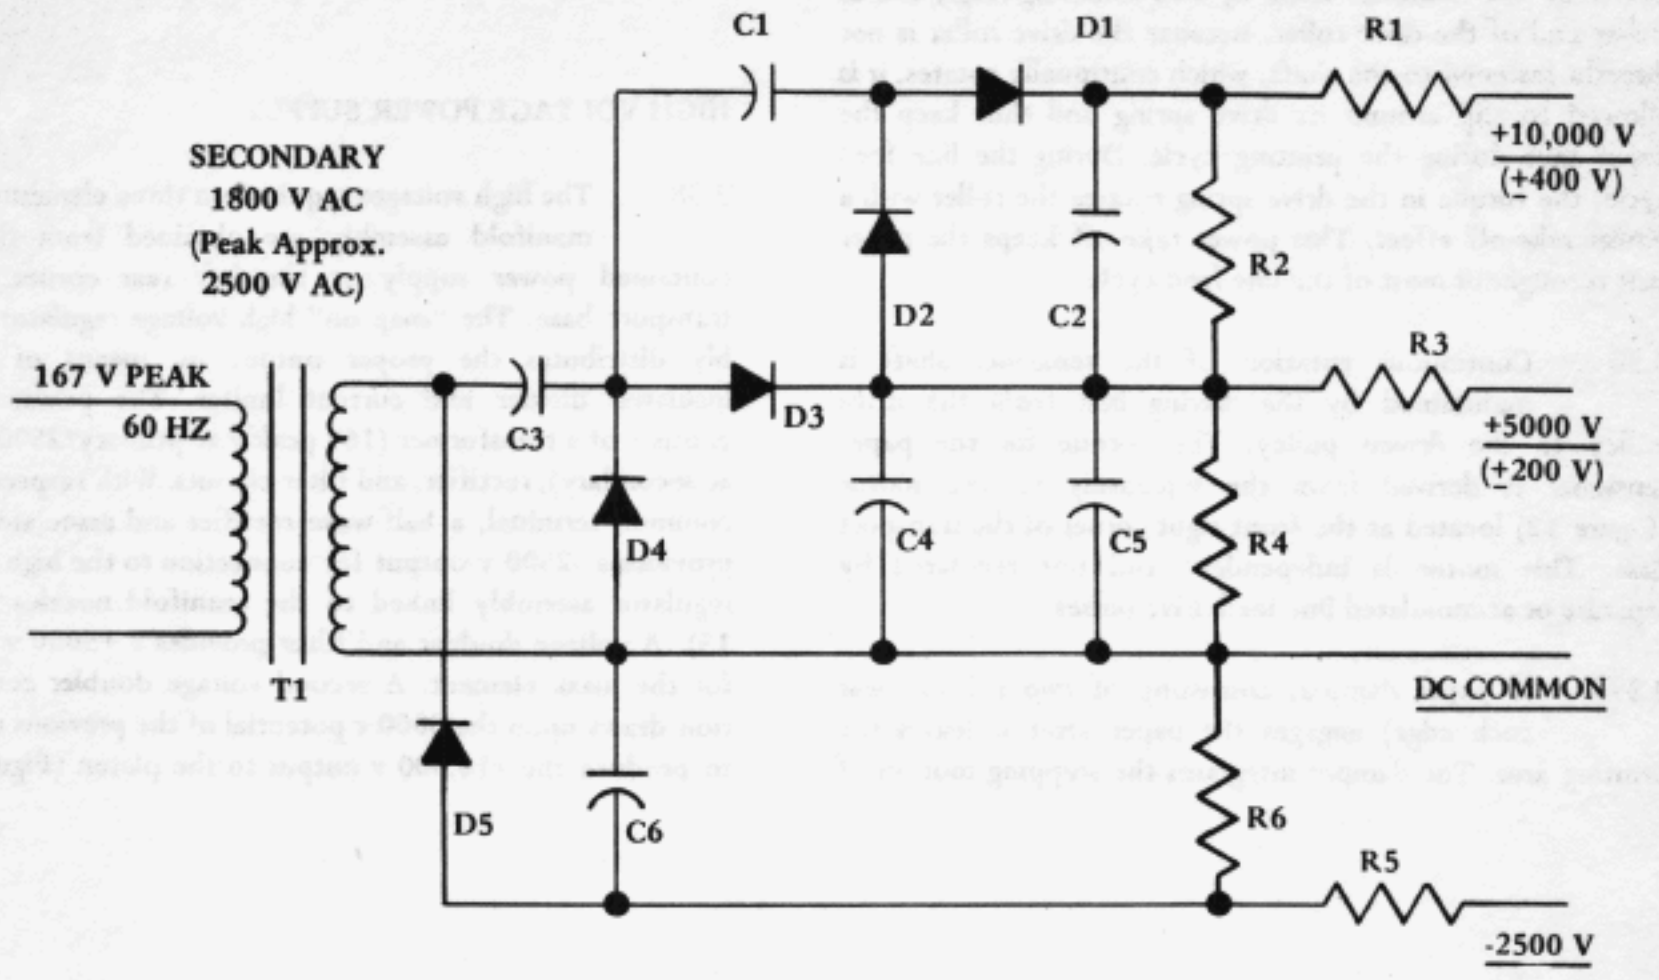 C1
D1
R1
+10,000 V
(±400 V)
SECONDARY
1800 V AC
(Peak Approx.
2500 V AC)
R2
D2
C2
R3
167 V PEAK
60 HZ
C3
D3
+5000 V
(±200 V)
D4
C4
C5
R4
T1
DC COMMON
D5
C6
R6
R5
-2500 V